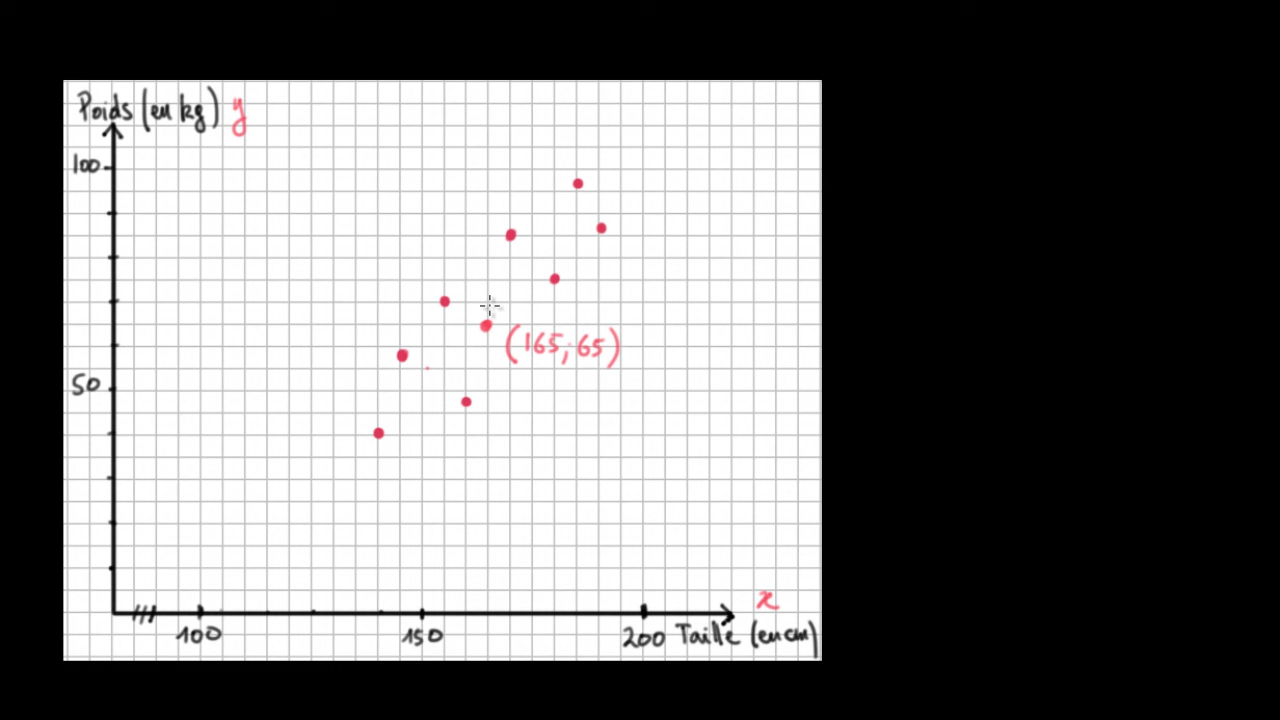 Poids (en kg) y
100
(165; 65)
50
x
100 150 200 Taille (en cm)